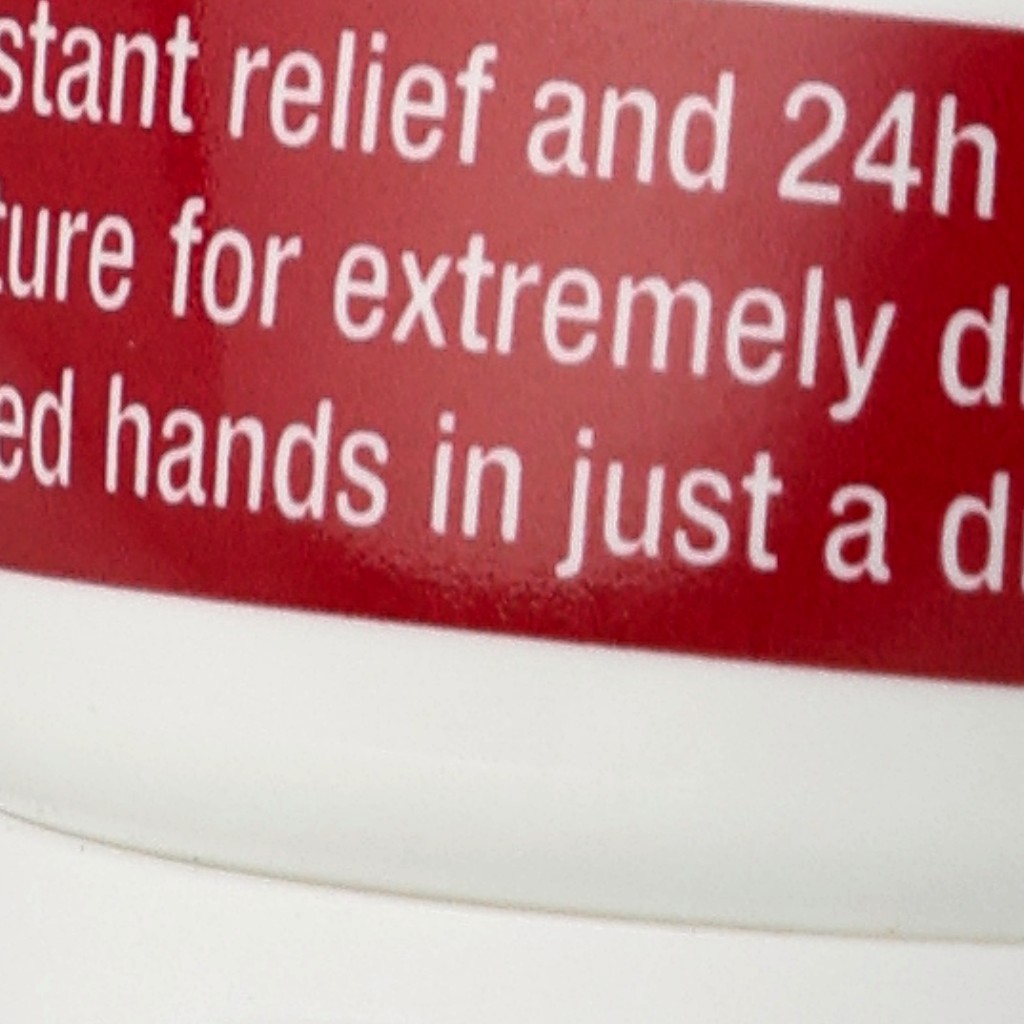 stant relief and 24h
ture for extremely d
ed hands in just a d